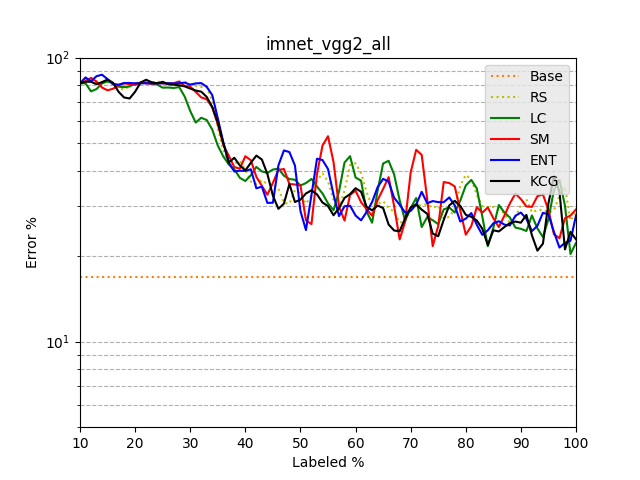 imnet_vgg2_all
10²
10¹
Error %
Base
RS
LC
SM
ENT
KCG
10 20 30 40 50 60 70 80 90 100
Labeled %